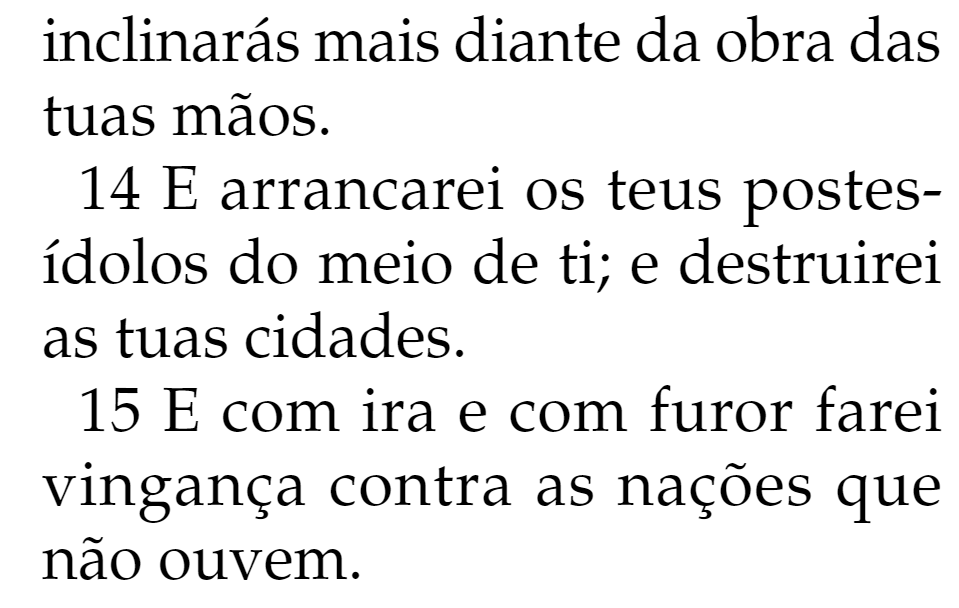 inclinarás mais diante da obra das
tuas mãos.
14 E arrancarei os teus postes-
ídolos do meio de ti; e destruirei
as tuas cidades.
15 E com ira e com furor farei
vingança contra as nações que
não ouvem.